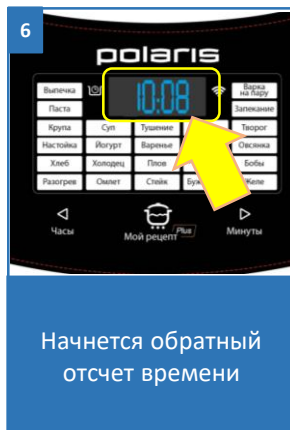 6
polaris
Выпечка
10:08
Варка на пару
Паста
Запекание
Крупа Суп Тушение Творог
Настойка Йогурт Варенье Овсянка
Хлеб Холодец Плов Бобы
Разогрев Омлет Стейк Желе
Часы Мой рецепт Plus Минуты
Начнется обратный
отсчет времени